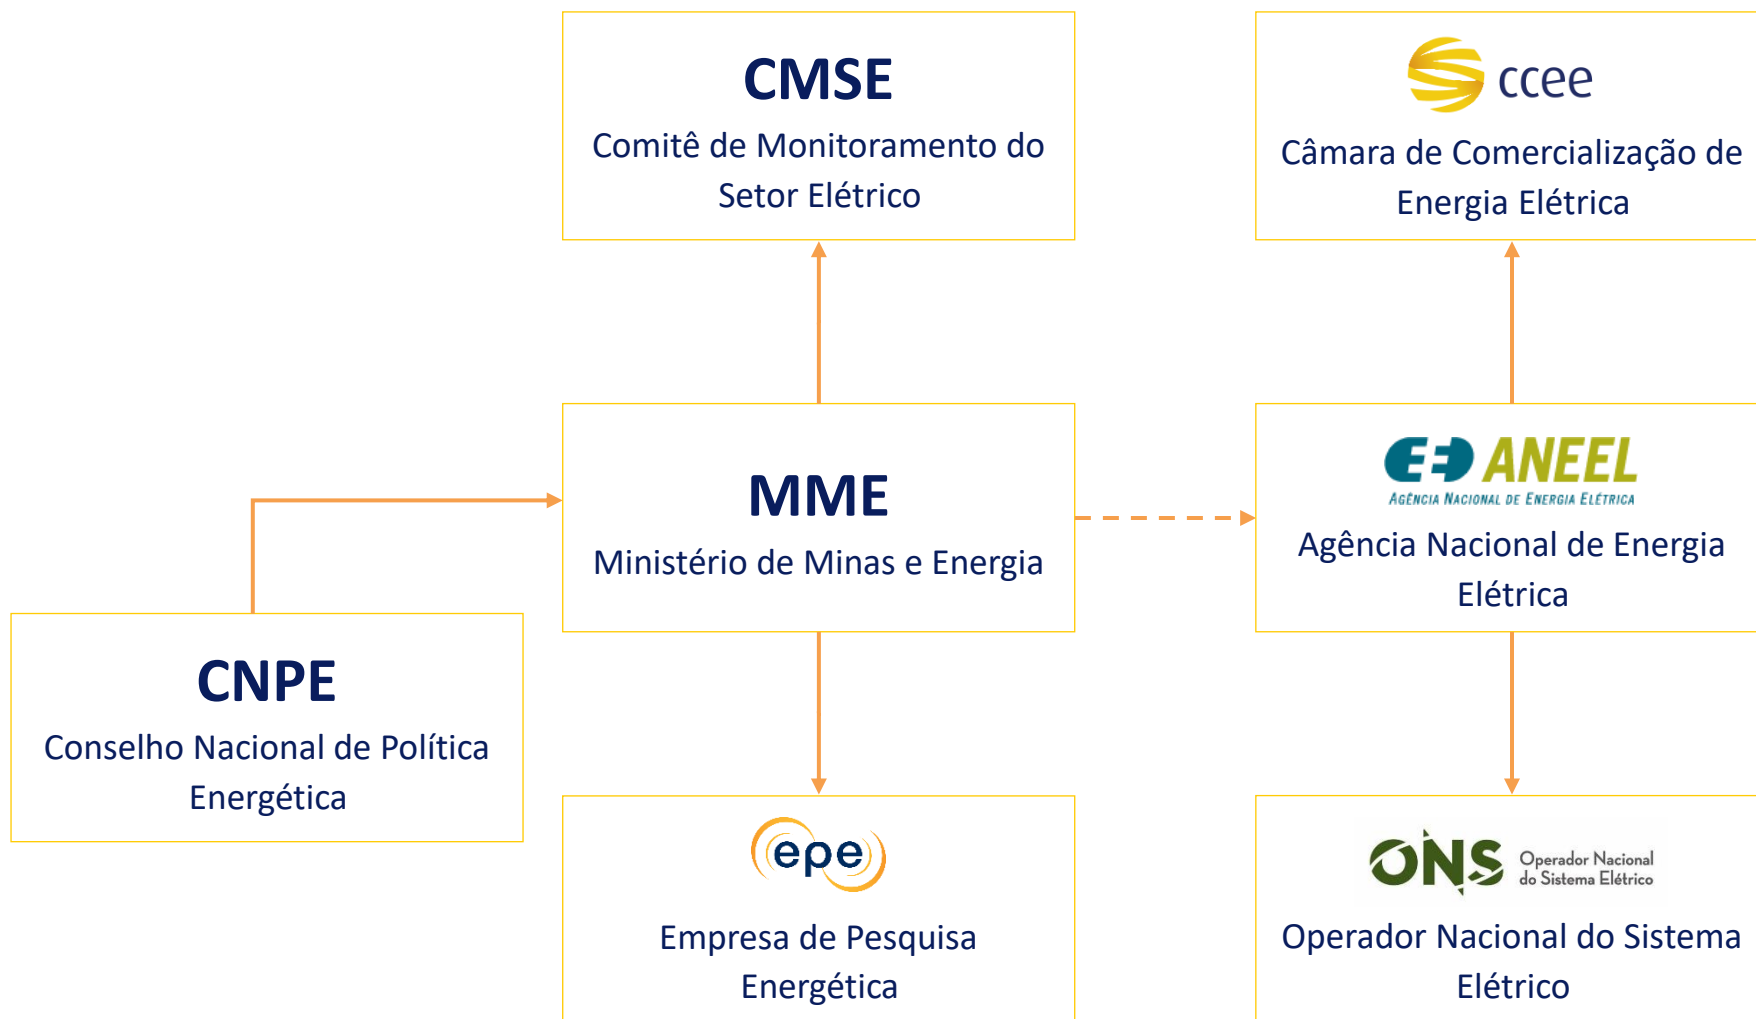 CMSE
Comitê de Monitoramento do
Setor Elétrico
ccee
Câmara de Comercialização de
Energia Elétrica
MME
Ministério de Minas e Energia
ANEEL
AGÊNCIA NACIONAL DE ENERGIA ELÉTRICA
Agência Nacional de Energia
Elétrica
CNPE
Conselho Nacional de Política
Energética
epe
Empresa de Pesquisa
Energética
ONS
Operador Nacional
do Sistema Elétrico
Operador Nacional do Sistema
Elétrico